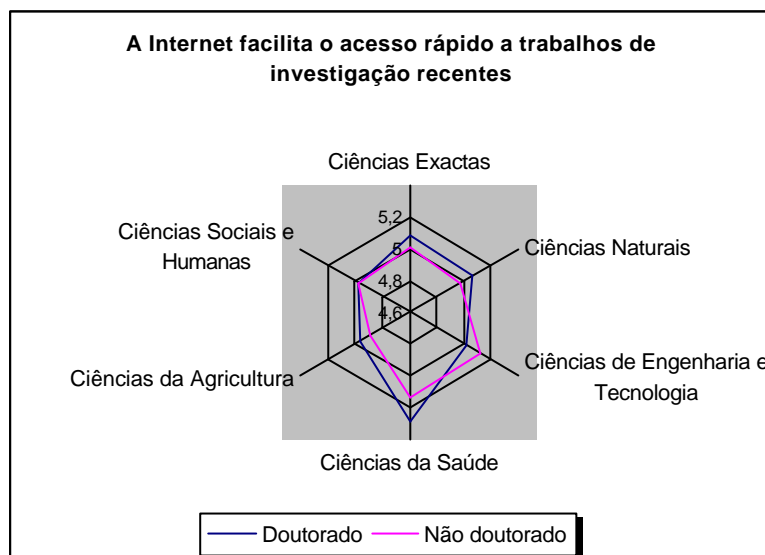 A Internet facilita o acesso rápido a trabalhos de
investigação recentes
Ciências Exactas
5,2
5
4,8
4,6
Ciências Sociais e
Humanas
Ciências Naturais
Ciências da Agricultura
Ciências de Engenharia e
Tecnologia
Ciências da Saúde
Doutorado
Não doutorado